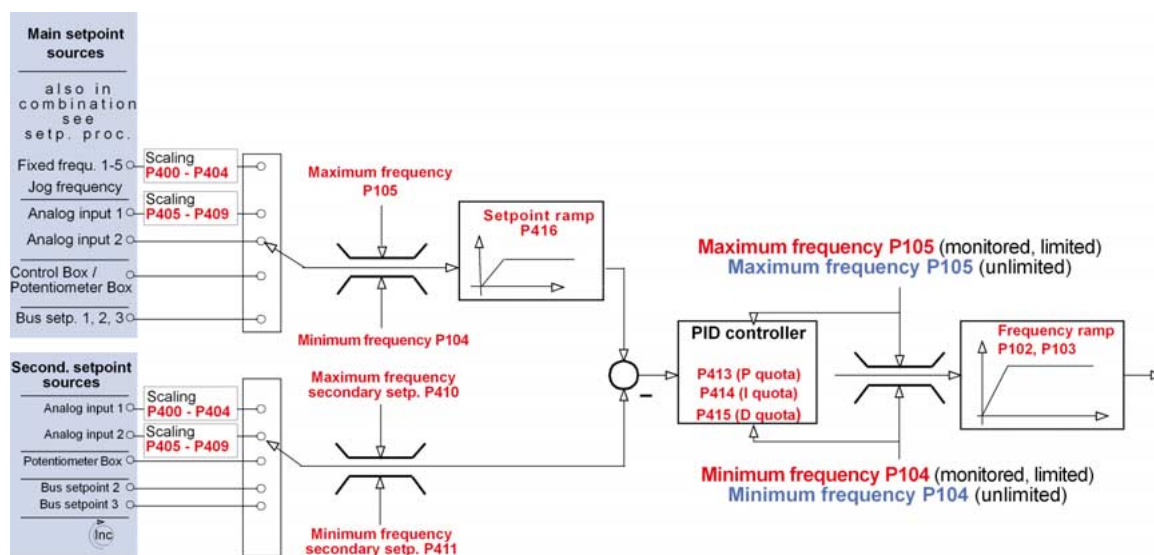 Main setpoint
sources
also in
combination
see
setp. proc.
Fixed frequ. 1-5
Jog frequency
Analog input 1
Analog input 2
Control Box /
Potentiometer Box
Bus setp. 1, 2, 3
Scaling
P400 - P404
Scaling
P405 - P409
Maximum frequency
P105
Minimum frequency P104
Setpoint ramp
P416
Second. setpoint
sources
Analog input 1
Analog input 2
Potentiometer Box
Bus setpoint 2
Bus setpoint 3
Inc
Scaling
P400 - P404
Scaling
P405 - P409
Maximum frequency
secondary setp. P410
Minimum frequency
secondary setp. P411
–
PID controller
P413 (P quota)
P414 (I quota)
P415 (D quota)
Maximum frequency P105 (monitored, limited)
Maximum frequency P105 (unlimited)
Minimum frequency P104 (monitored, limited)
Minimum frequency P104 (unlimited)
Frequency ramp
P102, P103